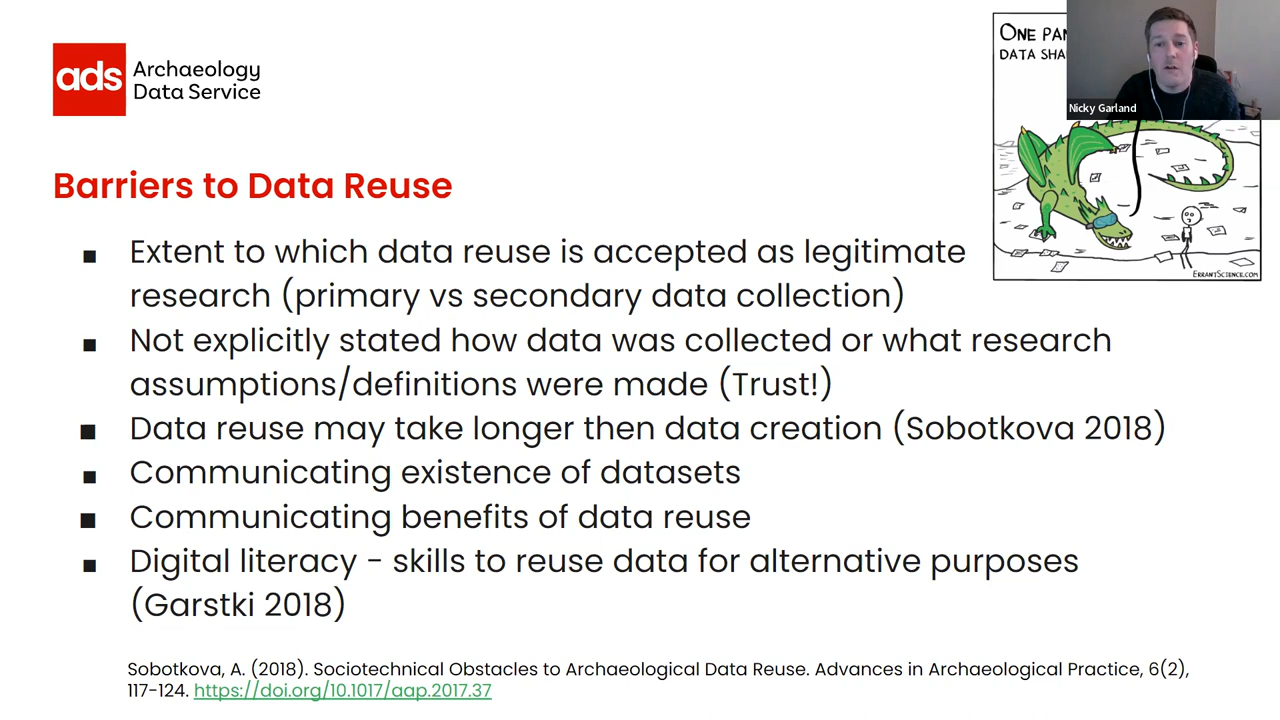 ads Archaeology
Data Service
ONE PA
DATA SHA
Nicky Garland
Barriers to Data Reuse
▪ Extent to which data reuse is accepted as legitimate
research (primary vs secondary data collection)
▪ Not explicitly stated how data was collected or what research
assumptions/definitions were made (Trust!)
▪ Data reuse may take longer then data creation (Sobotkova 2018)
▪ Communicating existence of datasets
▪ Communicating benefits of data reuse
▪ Digital literacy - skills to reuse data for alternative purposes
(Garstki 2018)
ERRANTSCIENCE.COM
Sobotkova, A. (2018). Sociotechnical Obstacles to Archaeological Data Reuse. Advances in Archaeological Practice, 6(2),
117-124. https://doi.org/10.1017/aap.2017.37